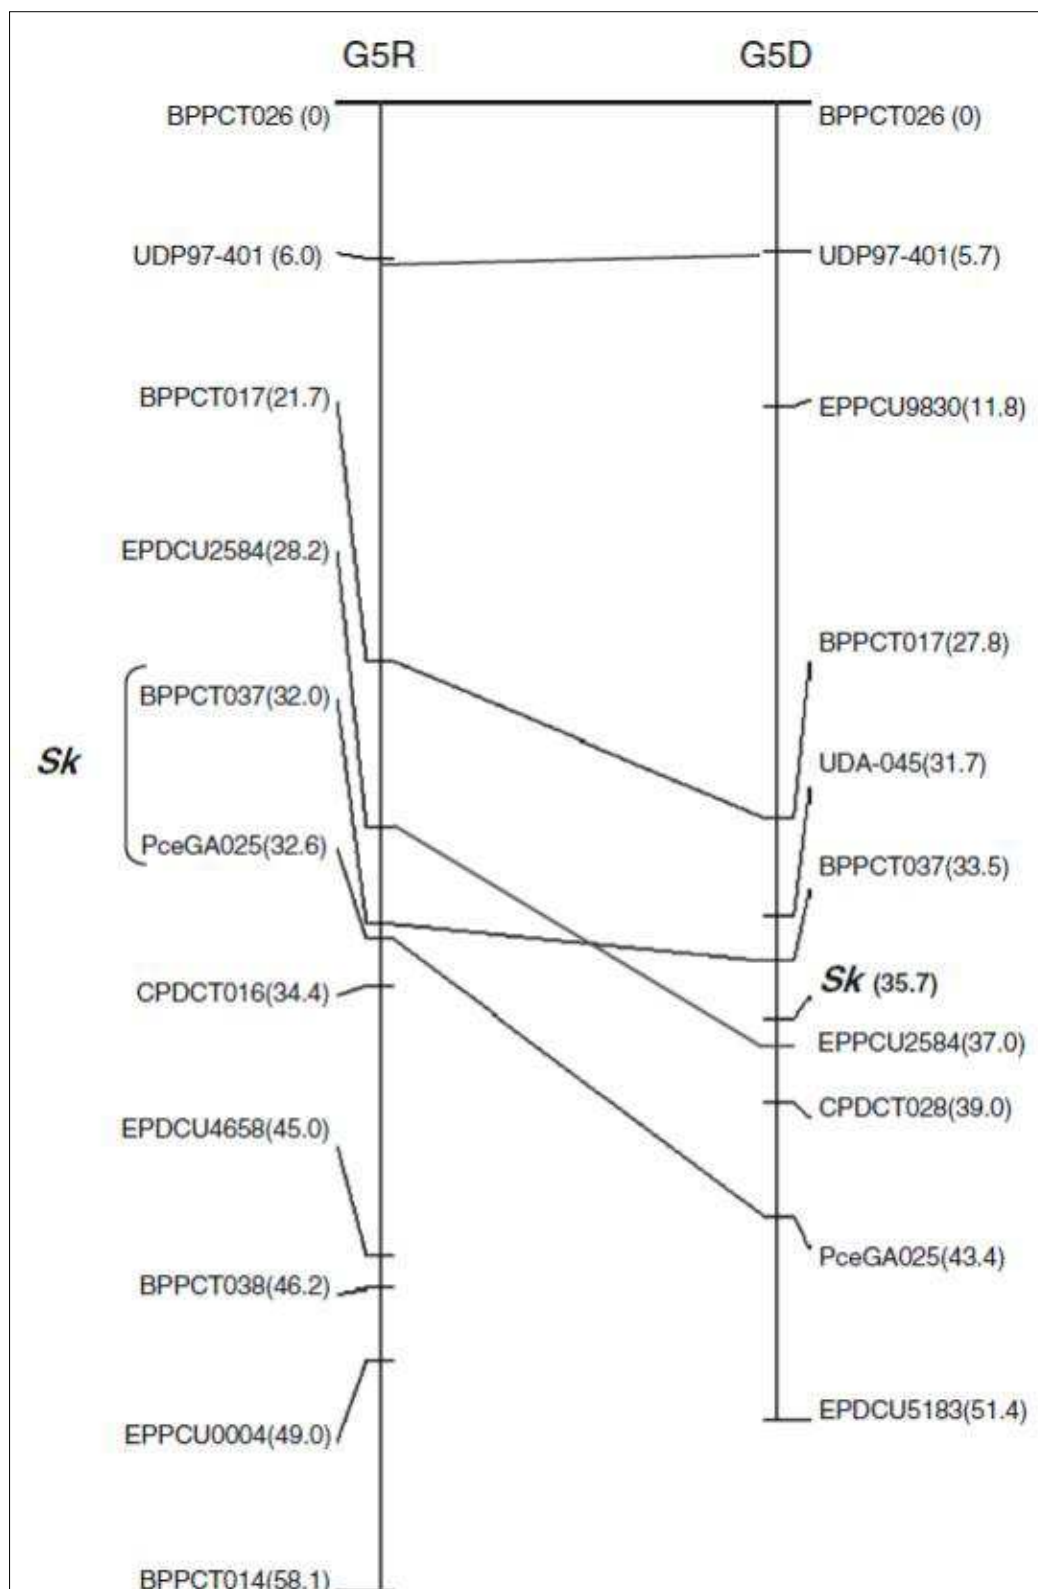 G5R
G5D
BPPCT026 (0)
BPPCT026 (0)
UDP97-401 (6.0)
UDP97-401(5.7)
BPPCT017(21.7)
EPPCU9830(11.8)
EPDCU2584(28.2)
BPPCT017(27.8)
BPPCT037(32.0)
Sk
UDA-045(31.7)
PceGA025(32.6)
BPPCT037(33.5)
CPDCT016(34.4)
Sk (35.7)
EPPCU2584(37.0)
EPDCU4658(45.0)
CPDCT028(39.0)
BPPCT038(46.2)
PceGA025(43.4)
EPPCU0004(49.0)
EPDCU5183(51.4)
BPPCT014(58.1)